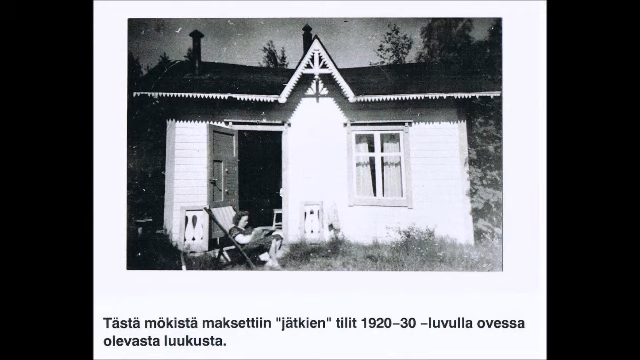 Tästä mökistä maksettiin "jätkien" tilit 1920–30 –luvulla ovessa
olevasta luukusta.